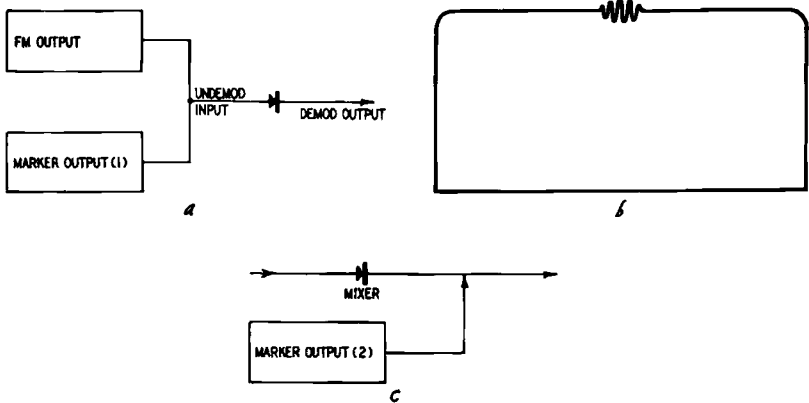 FM OUTPUT
UNDEMOD
INPUT
DEMOD OUTPUT
MARKER OUTPUT (1)
a
b
MIXER
MARKER OUTPUT (2)
c